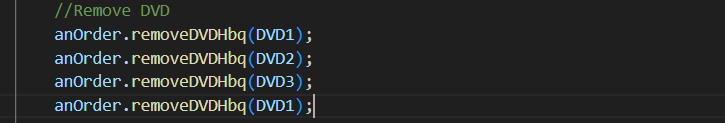 //Remove DVD
anOrder.removeDVDHbq(DVD1);
anOrder.removeDVDHbq(DVD2);
anOrder.removeDVDHbq(DVD3);
anOrder.removeDVDHbq(DVD1);